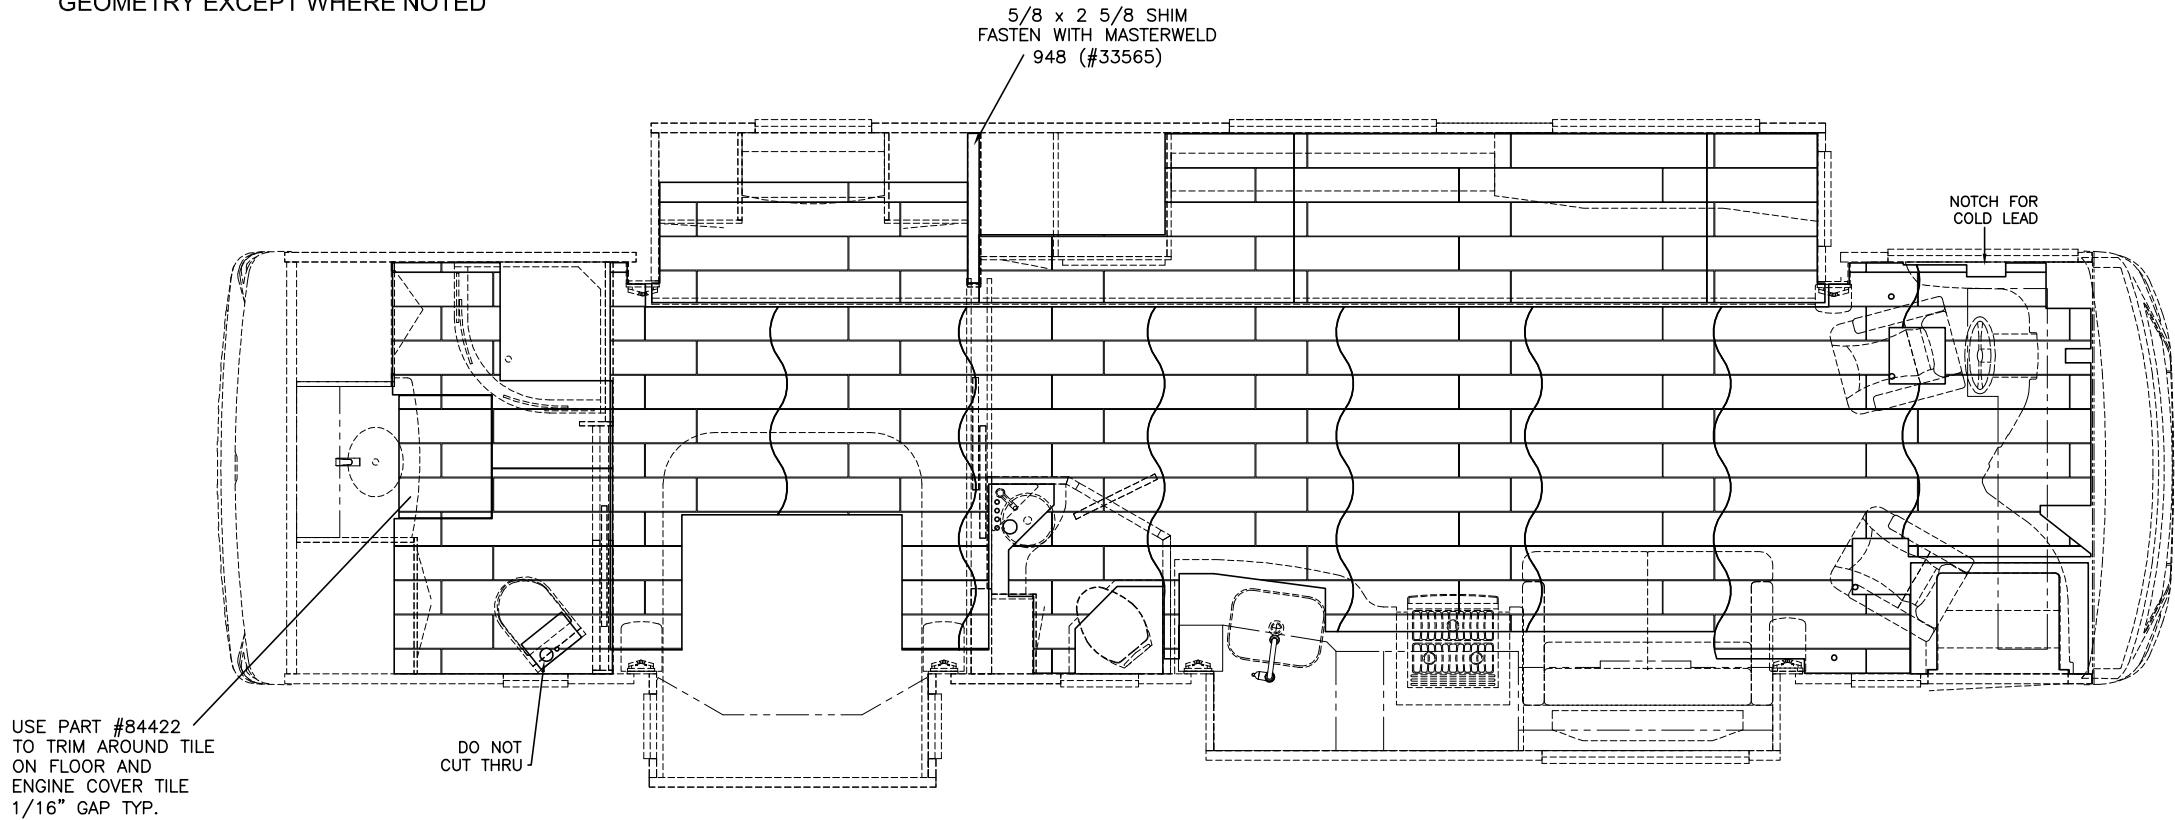 GEOMETRY EXCEPT WHERE NOTED
5/8 x 2 5/8 SHIM
FASTEN WITH MASTERWELD
948 (#33565)
NOTCH FOR
COLD LEAD
USE PART #84422
TO TRIM AROUND TILE
ON FLOOR AND
ENGINE COVER TILE
1/16" GAP TYP.
DO NOT
CUT THRU